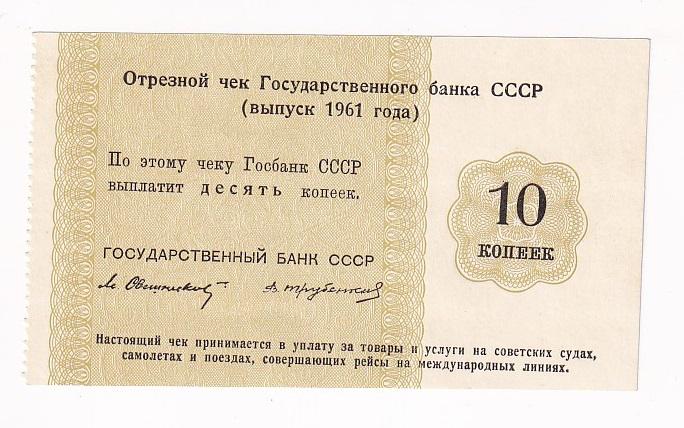 Отрезной чек Государственного банка СССР
(выпуск 1961 года)
По этому чеку Госбанк СССР
выплатит десять копеек.
10
КОПЕЕК
ГОСУДАРСТВЕННЫЙ БАНК СССР
Настоящий чек принимается в уплату за товары и услуги на советских судах,
самолетах и поездах, совершающих рейсы на международных линиях.